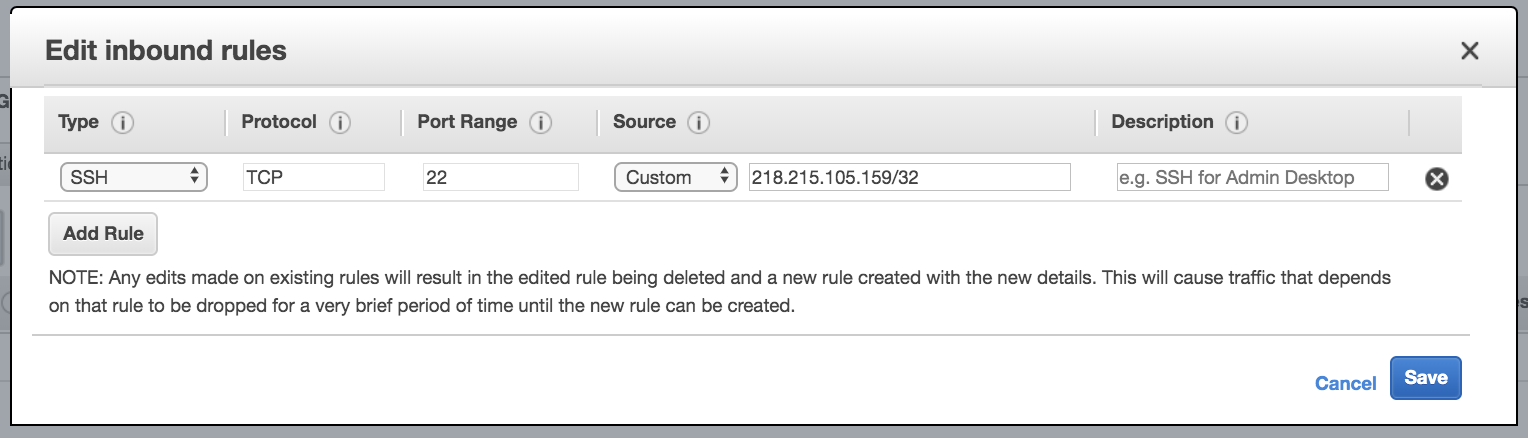 Edit inbound rules
Type Protocol Port Range Source Description
SSH TCP 22 Custom 218.215.105.159/32 e.g. SSH for Admin Desktop
Add Rule
NOTE: Any edits made on existing rules will result in the edited rule being deleted and a new rule created with the new details. This will cause traffic that depends
on that rule to be dropped for a very brief period of time until the new rule can be created.
Cancel Save